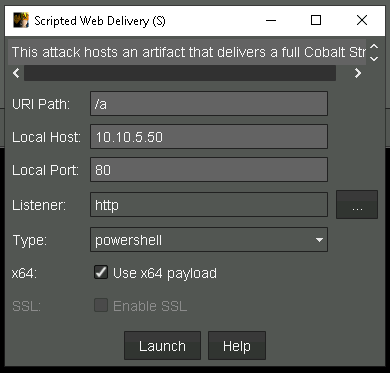 Scripted Web Delivery (S)
This attack hosts an artifact that delivers a full Cobalt Str
URI Path: /a
Local Host: 10.10.5.50
Local Port: 80
Listener: http ...
Type: powershell
x64: Use x64 payload
SSL: Enable SSL
Launch Help